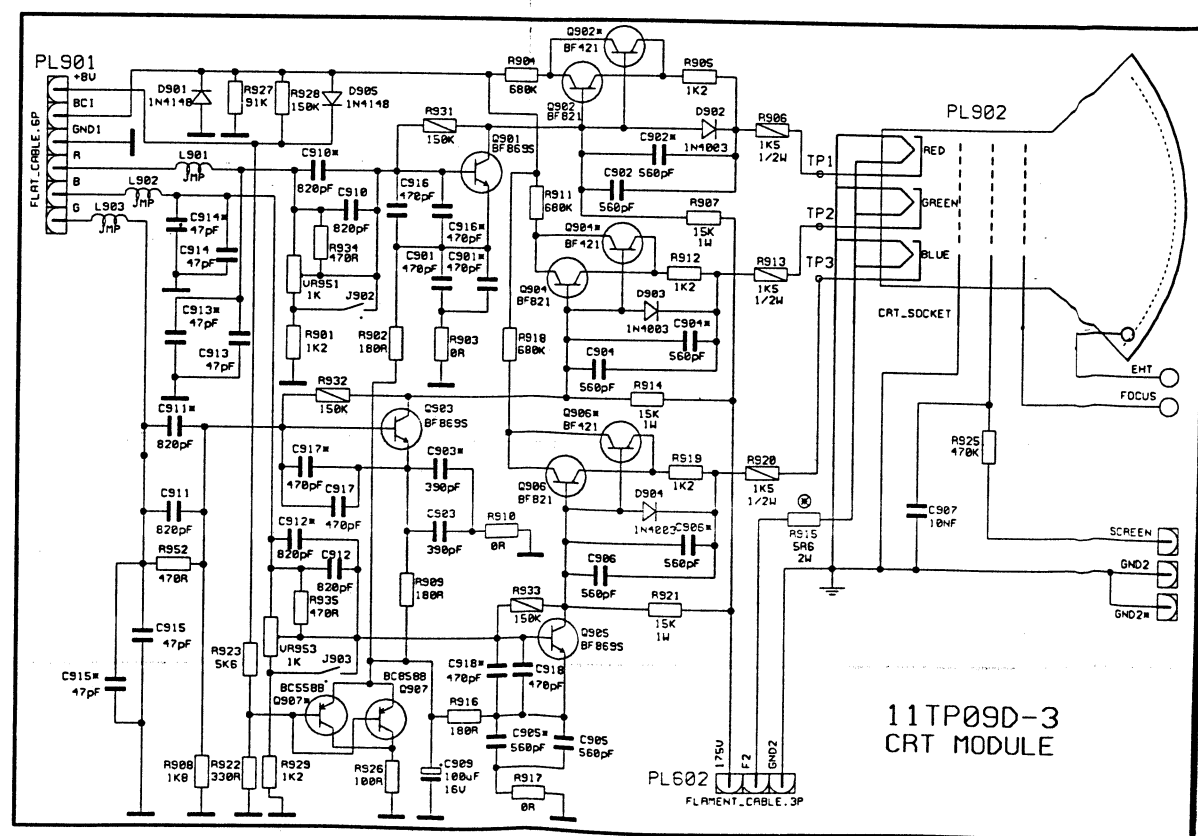 PL901
+8V
BCI
GND1
R
B
G
FLAT_CABLE.6P
D901
1N4148
R927
91K
R928
150K
D905
1N4148
L901
JMP
L902
JMP
L903
JMP
C914*
47pF
C914
47pF
C913*
47pF
C913
47pF
C910*
820pF
C910
820pF
R934
470R
VR951
1K
J902
R901
1K2
R931
150K
C916
470pF
Q901
BF869S
C916*
470pF
C901
470pF
C901*
470pF
R902
180R
R903
0R
R904
680K
Q902*
BF421
Q902
BF821
R905
1K2
D902
1N4003
C902*
560pF
C902
560pF
R906
1K5
1/2W
R907
15K
1W
R911
680K
Q904*
BF421
Q904
BF821
R912
1K2
D903
1N4003
C904*
560pF
C904
560pF
R913
1K5
1/2W
R914
15K
1W
R918
680K
Q906*
BF421
Q906
BF821
R919
1K2
D904
1N4003
C906*
560pF
C906
560pF
R920
1K5
1/2W
R921
15K
1W
TP1
TP2
TP3
PL902
RED
GREEN
BLUE
CRT_SOCKET
EHT
FOCUS
R925
470K
C907
10NF
SCREEN
GND2
GND2*
R915
5R6
2W
R932
150K
Q903
BF869S
C911*
820pF
C911
820pF
R952
470R
C917*
470pF
C917
470pF
C903*
390pF
C903
390pF
R910
0R
C912*
820pF
C912
820pF
R935
470R
R909
180R
VR953
1K
J903
R933
150K
Q905
BF869S
C915
47pF
C915*
47pF
R923
5K6
BC558B
Q907*
BC858B
Q907
C918*
470pF
C918
470pF
R916
180R
C905*
560pF
C905
560pF
R908
1K8
R922
330R
R929
1K2
R926
100R
C909
100uF
16V
R917
0R
175V
F2
GND2
PL602
FLAMENT_CABLE.3P
11TP09D-3
CRT MODULE